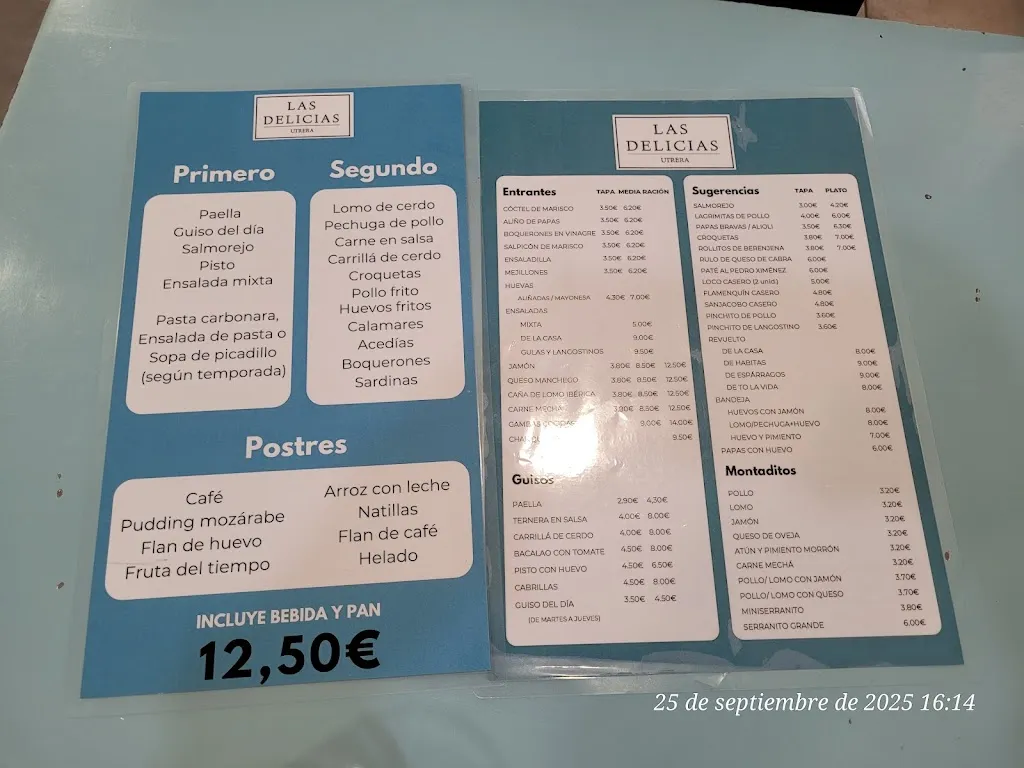 LAS
DELICIAS
UTRERA
Primero
Paella
Guiso del día
Salmorejo
Pisto
Ensalada mixta
Pasta carbonara,
Ensalada de pasta o
Sopa de picadillo
(según temporada)
Segundo
Lomo de cerdo
Pechuga de pollo
Carne en salsa
Carrillá de cerdo
Croquetas
Pollo frito
Huevos fritos
Calamares
Acedías
Boquerones
Sardinas
Postres
Café
Pudding mozárabe
Flan de huevo
Fruta del tiempo
Arroz con leche
Natillas
Flan de café
Helado
INCLUYE BEBIDA Y PAN
12,50€
LAS
DELICIAS
UTRERA
Entrantes TAPA MEDIA RACIÓN
CÓCTEL DE MARISCO 3.50€ 6.20€
ALIÑO DE PAPAS 3.50€ 6.20€
BOQUERONES EN VINAGRE 3.50€ 6.20€
SALPICÓN DE MARISCO 3.50€ 6.20€
ENSALADILLA 3.50€ 6.20€
MEJILLONES 3.50€ 6.20€
HUEVAS
ALIÑADAS / MAYONESA 4.30€ 7.00€
ENSALADAS
MIXTA 5.00€
DE LA CASA 9.00€
GULAS Y LANGOSTINOS 9.50€
JAMÓN 3.80€ 8.50€ 12.50€
QUESO MANCHEGO 3.80€ 8.50€ 12.50€
CAÑA DE LOMO IBÉRICA 3.80€ 8.50€ 12.50€
CARNE MECHÁ 3.80€ 8.50€ 12.50€
GAMBAS COCIDAS 9.00€ 14.00€
9.50€
Guisos
PAELLA 2.90€ 4.30€
TERNERA EN SALSA 4.00€ 8.00€
CARRILLÁ DE CERDO 4.00€ 8.00€
BACALAO CON TOMATE 4.50€ 8.00€
PISTO CON HUEVO 4.50€ 6.50€
CABRILLAS 4.50€ 8.00€
GUISO DEL DÍA 3.50€ 4.50€
(DE MARTES A JUEVES)
Sugerencias TAPA PLATO
SALMOREJO 3.00€ 4.20€
LAGRIMITAS DE POLLO 4.00€ 6.00€
PAPAS BRAVAS / ALIOLI 3.50€ 6.30€
CROQUETAS 3.80€ 7.00€
ROLLITOS DE BERENJENA 3.80€ 7.00€
RULO DE QUESO DE CABRA 6.00€
PATÉ AL PEDRO XIMÉNEZ 6.00€
LOCO CASERO (2 unid.) 5.00€
FLAMENQUÍN CASERO 4.80€
SANJACOBO CASERO 4.80€
PINCHITO DE POLLO 3.60€
PINCHITO DE LANGOSTINO 3.60€
REVUELTO
DE LA CASA 8.00€
DE HABITAS 9.00€
DE ESPÁRRAGOS 9.00€
DE TO LA VIDA 8.00€
BANDEJA
HUEVOS CON JAMÓN 8.00€
LOMO/PECHUGA+HUEVO 8.00€
HUEVO Y PIMIENTO 7.00€
PAPAS CON HUEVO 6.00€
Montaditos
POLLO 3.20€
LOMO 3.20€
JAMÓN 3.20€
QUESO DE OVEJA 3.20€
ATÚN Y PIMIENTO MORRÓN 3.20€
CARNE MECHÁ 3.20€
POLLO/ LOMO CON JAMÓN 3.70€
POLLO/ LOMO CON QUESO 3.70€
MINISERRANITO 3.80€
SERRANITO GRANDE 6.00€
25 de septiembre de 2025 16:14